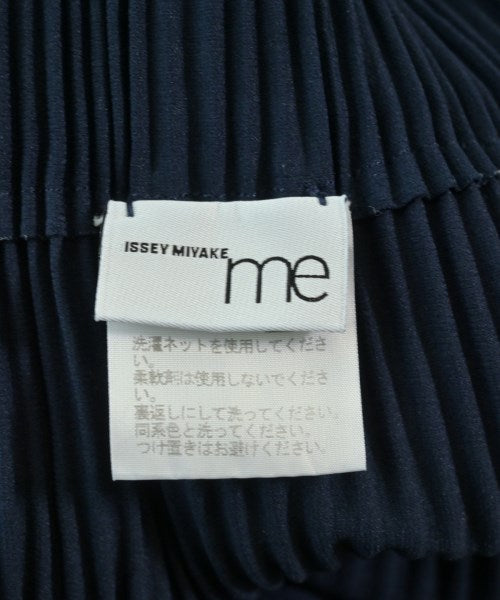 ISSEY MIYAKE me
洗濯ネットを使用してくださ
い。
柔軟剤は使用しないでくださ
い。
裏返しにして洗ってください。
同系色と洗ってください。
つけ置きはお避けください。